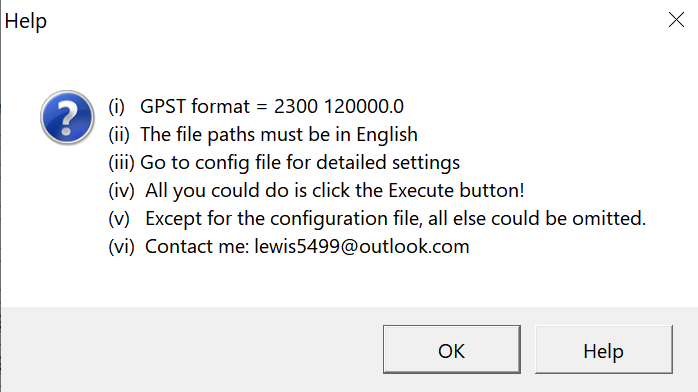 Help
(i) GPST format = 2300 120000.0
(ii) The file paths must be in English
(iii) Go to config file for detailed settings
(iv) All you could do is click the Execute button!
(v) Except for the configuration file, all else could be omitted.
(vi) Contact me: lewis5499@outlook.com
OK Help